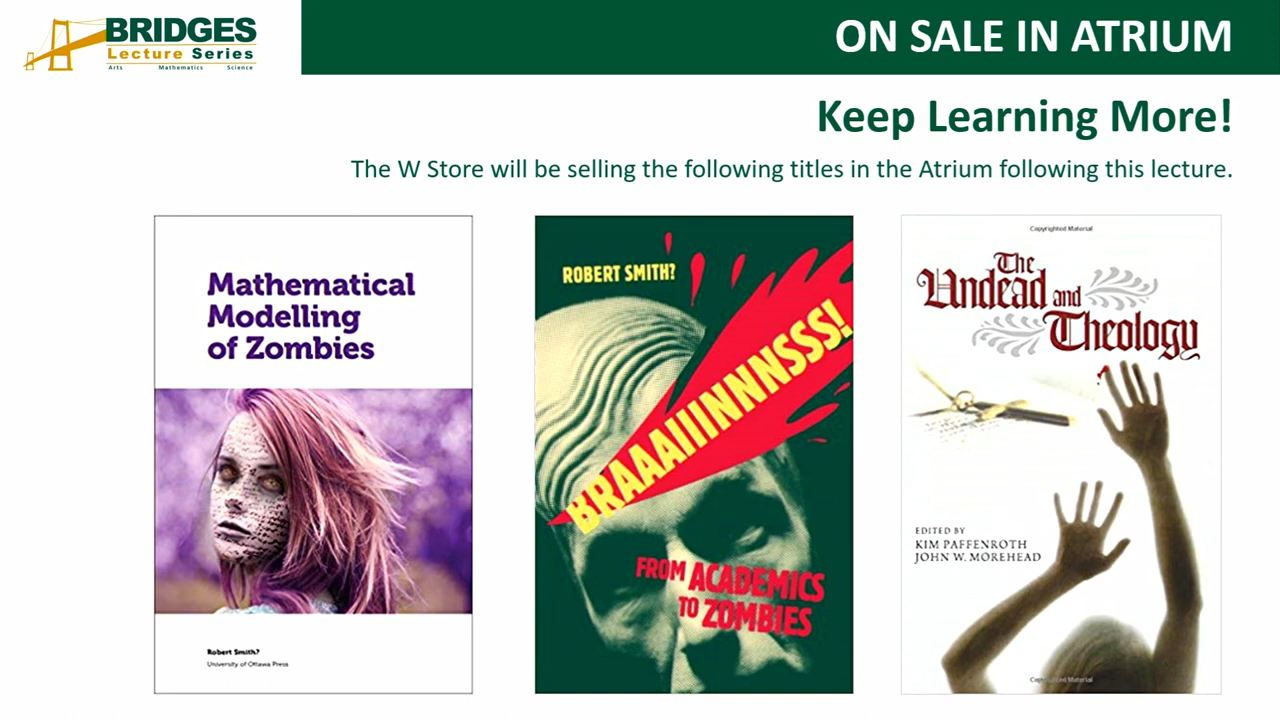 BRIDGES
Lecture Series
Arts Mathematics Science
ON SALE IN ATRIUM
Keep Learning More!
The W Store will be selling the following titles in the Atrium following this lecture.
Mathematical
Modelling
of Zombies
Robert Smith?
University of Ottawa Press
ROBERT SMITH?
BRAAAIIINNNSSS!
FROM ACADEMICS
TO ZOMBIES
Copyrighted Material
The
Undead and
Theology
EDITED BY
KIM PAFFENROTH
JOHN W. MOREHEAD
Copyrighted Material